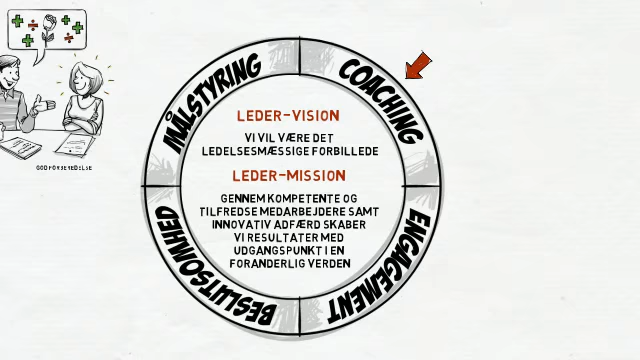 MÅLSTYRING
COACHING
LEDER-VISION
VI VIL VÆRE DET
LEDELSESMÆSSIGE FORBILLEDE
LEDER-MISSION
GENNEM KOMPETENTE OG
TILFREDSE MEDARBEJDERE SAMT
INNOVATIV ADFÆRD SKABER
VI RESULTATER MED
UDGANGSPUNKT I EN
FORANDERLIG VERDEN
BESLUTSOMHED
ENGAGEMENT
GOD FORBEREDELSE